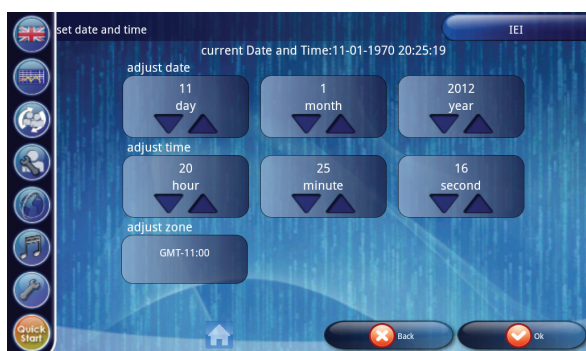 set date and time
IEI
current Date and Time:11-01-1970 20:25:19
adjust date
11
day
1
month
2012
year
adjust time
20
hour
25
minute
16
second
adjust zone
GMT-11:00
Quick
Start
Back
Ok